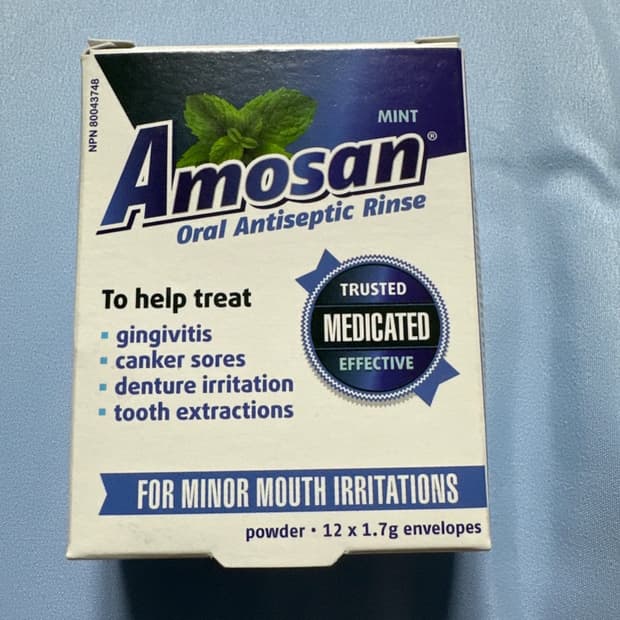 NPN 80043748
MINT
Amosan®
Oral Antiseptic Rinse
To help treat
▪ gingivitis
▪ canker sores
▪ denture irritation
▪ tooth extractions
TRUSTED
MEDICATED
EFFECTIVE
FOR MINOR MOUTH IRRITATIONS
powder • 12 x 1.7g envelopes